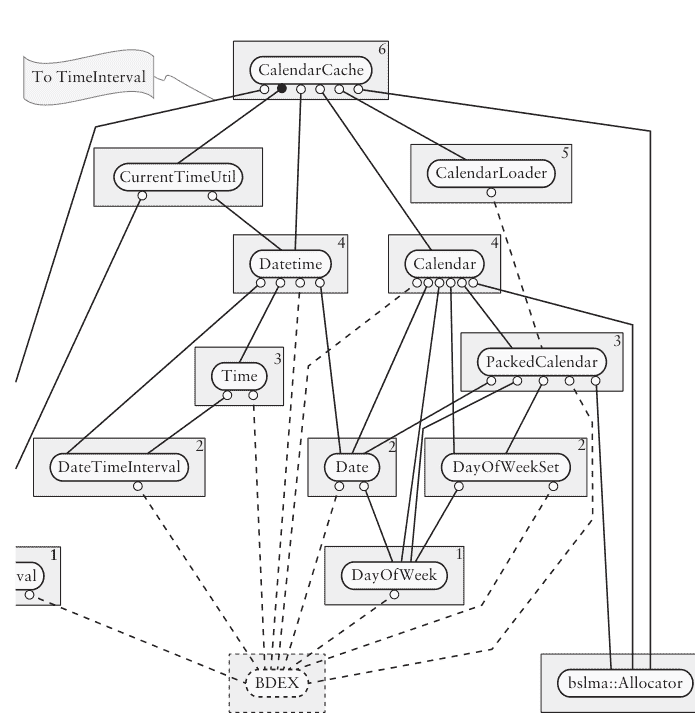 6
CalendarCache
To TimeInterval
5
CurrentTimeUtil
CalendarLoader
4
4
Datetime
Calendar
3
3
Time
PackedCalendar
2
2
2
DateTimeInterval
Date
DayOfWeekSet
1
1
val
DayOfWeek
BDEX
bslma::Allocator